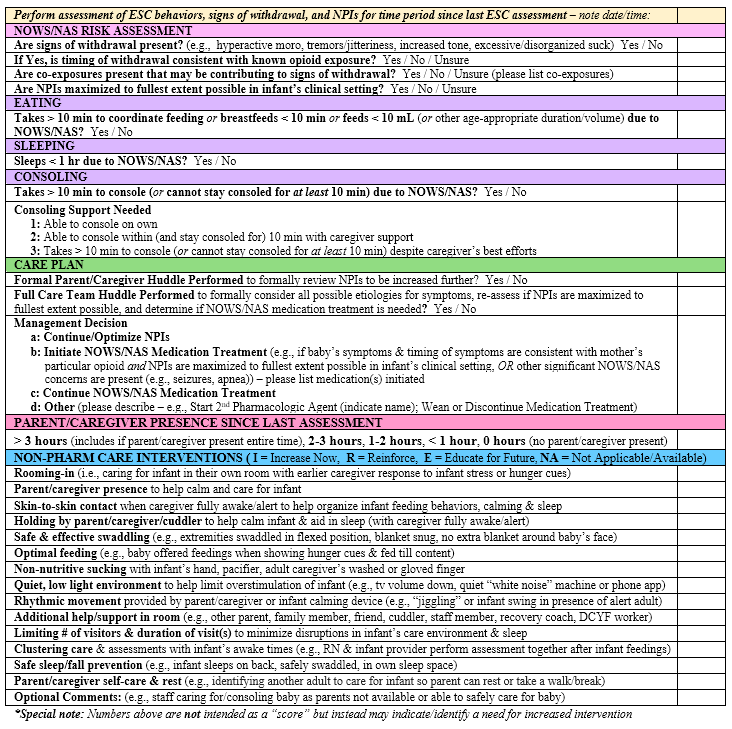 Perform assessment of ESC behaviors, signs of withdrawal, and NPIs for time period since last ESC assessment – note date/time:
NOWS/NAS RISK ASSESSMENT
Are signs of withdrawal present? (e.g., hyperactive moro, tremors/jitteriness, increased tone, excessive/disorganized suck) Yes / No
If Yes, is timing of withdrawal consistent with known opioid exposure? Yes / No / Unsure
Are co-exposures present that may be contributing to signs of withdrawal? Yes / No / Unsure (please list co-exposures)
Are NPIs maximized to fullest extent possible in infant's clinical setting? Yes / No / Unsure
EATING
Takes > 10 min to coordinate feeding or breastfeeds < 10 min or feeds < 10 mL (or other age-appropriate duration/volume) due to
NOWS/NAS? Yes / No
SLEEPING
Sleeps < 1 hr due to NOWS/NAS? Yes / No
CONSOLING
Takes > 10 min to console (or cannot stay consoled for at least 10 min) due to NOWS/NAS? Yes / No
Consoling Support Needed
1: Able to console on own
2: Able to console within (and stay consoled for) 10 min with caregiver support
3: Takes > 10 min to console (or cannot stay consoled for at least 10 min) despite caregiver's best efforts
CARE PLAN
Formal Parent/Caregiver Huddle Performed to formally review NPIs to be increased further? Yes / No
Full Care Team Huddle Performed to formally consider all possible etiologies for symptoms, re-assess if NPIs are maximized to
fullest extent possible, and determine if NOWS/NAS medication treatment is needed? Yes / No
Management Decision
a: Continue/Optimize NPIs
b: Initiate NOWS/NAS Medication Treatment (e.g., if baby's symptoms & timing of symptoms are consistent with mother's
particular opioid and NPIs are maximized to fullest extent possible in infant's clinical setting, OR other significant NOWS/NAS
concerns are present (e.g., seizures, apnea)) – please list medication(s) initiated
c: Continue NOWS/NAS Medication Treatment
d: Other (please describe – e.g., Start 2nd Pharmacologic Agent (indicate name); Wean or Discontinue Medication Treatment)
PARENT/CAREGIVER PRESENCE SINCE LAST ASSESSMENT
> 3 hours (includes if parent/caregiver present entire time), 2-3 hours, 1-2 hours, < 1 hour, 0 hours (no parent/caregiver present)
NON-PHARM CARE INTERVENTIONS ( I = Increase Now, R = Reinforce, E = Educate for Future, NA = Not Applicable/Available)
Rooming-in (i.e., caring for infant in their own room with earlier caregiver response to infant stress or hunger cues)
Parent/caregiver presence to help calm and care for infant
Skin-to-skin contact when caregiver fully awake/alert to help organize infant feeding behaviors, calming & sleep
Holding by parent/caregiver/cuddler to help calm infant & aid in sleep (with caregiver fully awake/alert)
Safe & effective swaddling (e.g., extremities swaddled in flexed position, blanket snug, no extra blanket around baby's face)
Optimal feeding (e.g., baby offered feedings when showing hunger cues & fed till content)
Non-nutritive sucking with infant's hand, pacifier, adult caregiver's washed or gloved finger
Quiet, low light environment to help limit overstimulation of infant (e.g., tv volume down, quiet "white noise" machine or phone app)
Rhythmic movement provided by parent/caregiver or infant calming device (e.g., "jiggling" or infant swing in presence of alert adult)
Additional help/support in room (e.g., other parent, family member, friend, cuddler, staff member, recovery coach, DCYF worker)
Limiting # of visitors & duration of visit(s) to minimize disruptions in infant's care environment & sleep
Clustering care & assessments with infant's awake times (e.g., RN & infant provider perform assessment together after infant feedings)
Safe sleep/fall prevention (e.g., infant sleeps on back, safely swaddled, in own sleep space)
Parent/caregiver self-care & rest (e.g., identifying another adult to care for infant so parent can rest or take a walk/break)
Optional Comments: (e.g., staff caring for/consoling baby as parents not available or able to safely care for baby)
*Special note: Numbers above are not intended as a "score" but instead may indicate/identify a need for increased intervention